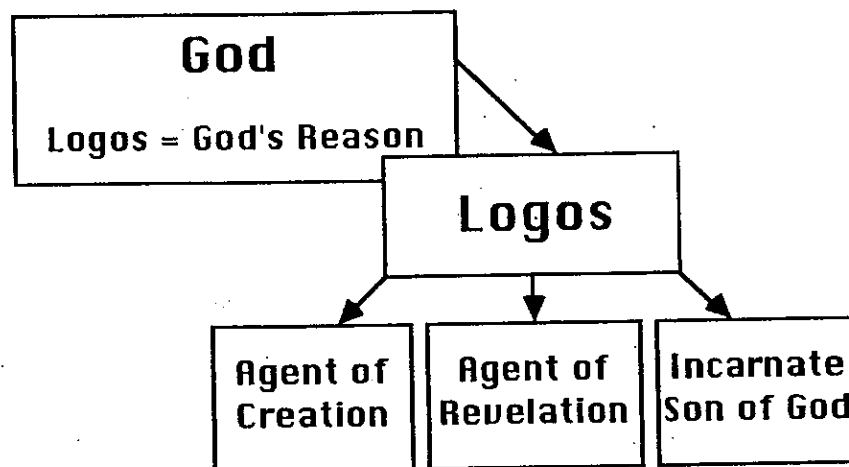 God
Logos = God's Reason
Logos
Agent of
Creation
Agent of
Revelation
Incarnate
Son of God